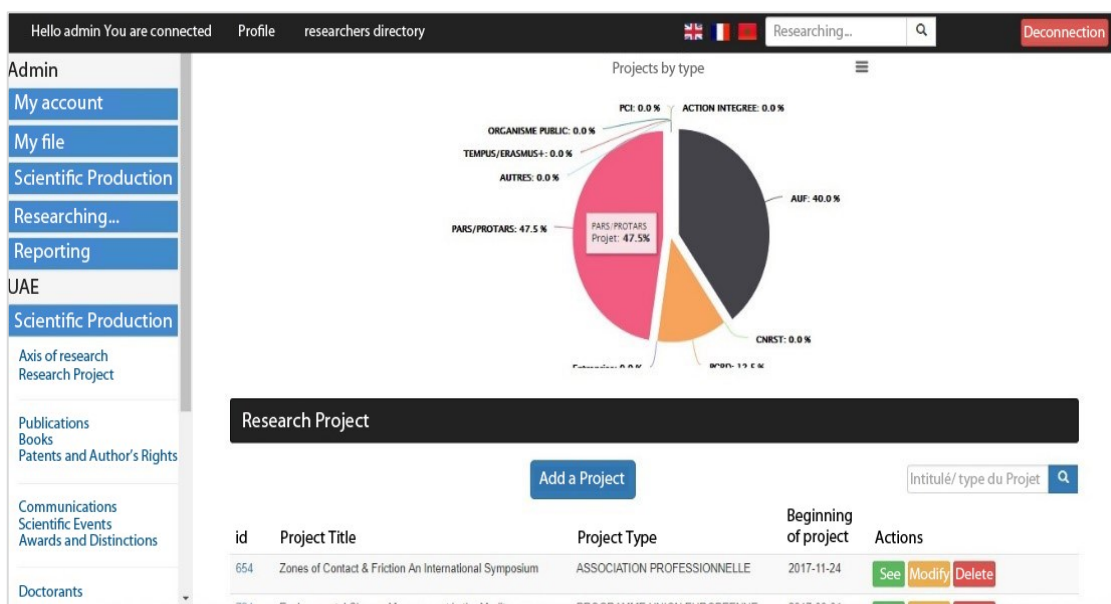 Hello admin You are connected Profile researchers directory Researching... Deconnection
Admin
My account
My file
Scientific Production
Researching...
Reporting
UAE
Scientific Production
Axis of research
Research Project
Publications
Books
Patents and Author's Rights
Communications
Scientific Events
Awards and Distinctions
Doctorants
Projects by type
PCI: 0.0 % ACTION INTEGREE: 0.0 %
ORGANISME PUBLIC: 0.0 %
TEMPUS/ERASMUS+: 0.0 %
AUTRES: 0.0 %
AUF: 40.0 %
PARS/PROTARS: 47.5 %
PARS/PROTARS
Projet: 47.5%
CNRST: 0.0 %
Research Project
Add a Project
Intitulé/ type du Projet
id Project Title Project Type Beginning of project Actions
654 Zones of Contact & Friction An International Symposium ASSOCIATION PROFESSIONNELLE 2017-11-24 See Modify Delete